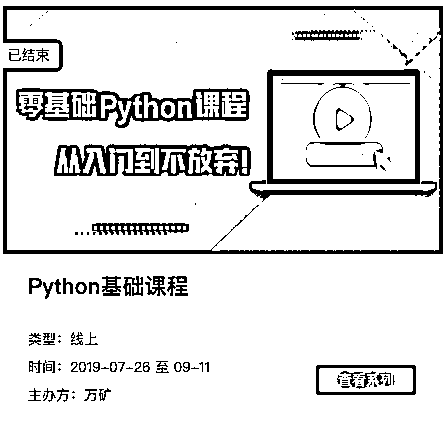 已结束
零基础Python课程
从入门到不放弃!
Python基础课程
类型：线上
时间：2019-07-26 至 09-11
主办方：万矿
查看系列